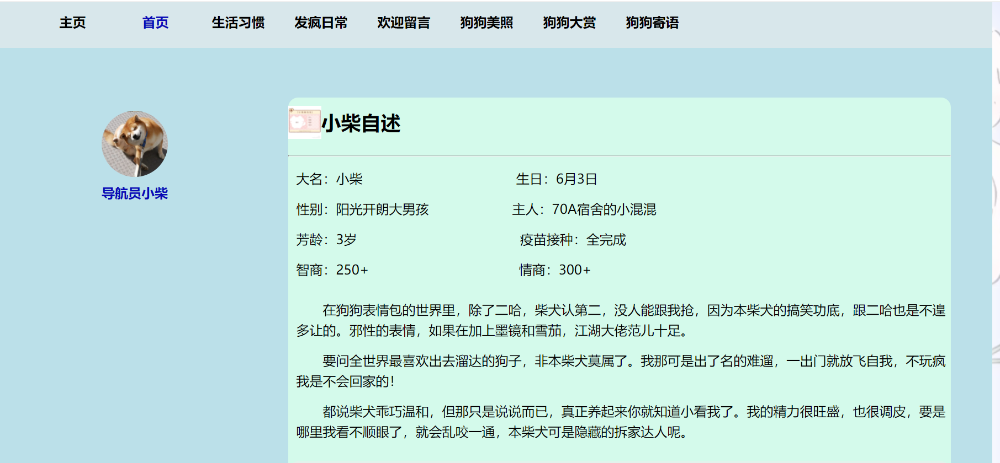 主页 首页 生活习惯 发疯日常 欢迎留言 狗狗美照 狗狗大赏 狗狗寄语
导航员小柴
小柴自述
大名：小柴 生日：6月3日
性别：阳光开朗大男孩 主人：70A宿舍的小混混
芳龄：3岁 疫苗接种：全完成
智商：250+ 情商：300+
在狗狗表情包的世界里，除了二哈，柴犬认第二，没人能跟我抢，因为本柴犬的搞笑功底，跟二哈也是不遑
多让的。邪性的表情，如果在加上墨镜和雪茄，江湖大佬范儿十足。
要问全世界最喜欢出去溜达的狗子，非本柴犬莫属了。我那可是出了名的难遛，一出门就放飞自我，不玩疯
我是不会回家的！
都说柴犬乖巧温和，但那只是说说而已，真正养起来你就知道小看我了。我的精力很旺盛，也很调皮，要是
哪里我看不顺眼了，就会乱咬一通，本柴犬可是隐藏的拆家达人呢。